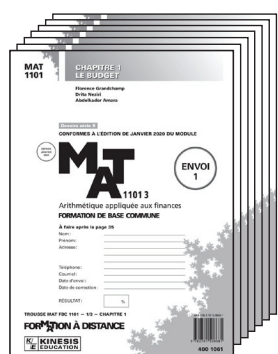 MAT
1101
CHAPITRE 1
LE BUDGET
Florence Grandchamp
Drita Neziri
Abdelkader Amara
CONFORMES À L'ÉDITION DE JANVIER 2020 DU MODULE
MAT
1101 3
ENVOI
1
Arithmétique appliquée aux finances
FORMATION DE BASE COMMUNE
À faire après la page 35
Nom:
Prénom:
Adresse:
Téléphone:
Courriel:
Date d'envoi:
Date de correction:
RÉSULTAT: %
TROUSSE MAT FBC 1101 – 1/3 – CHAPITRE 1
FORMATION À DISTANCE
KINESIS
ÉDUCATION
400 1061